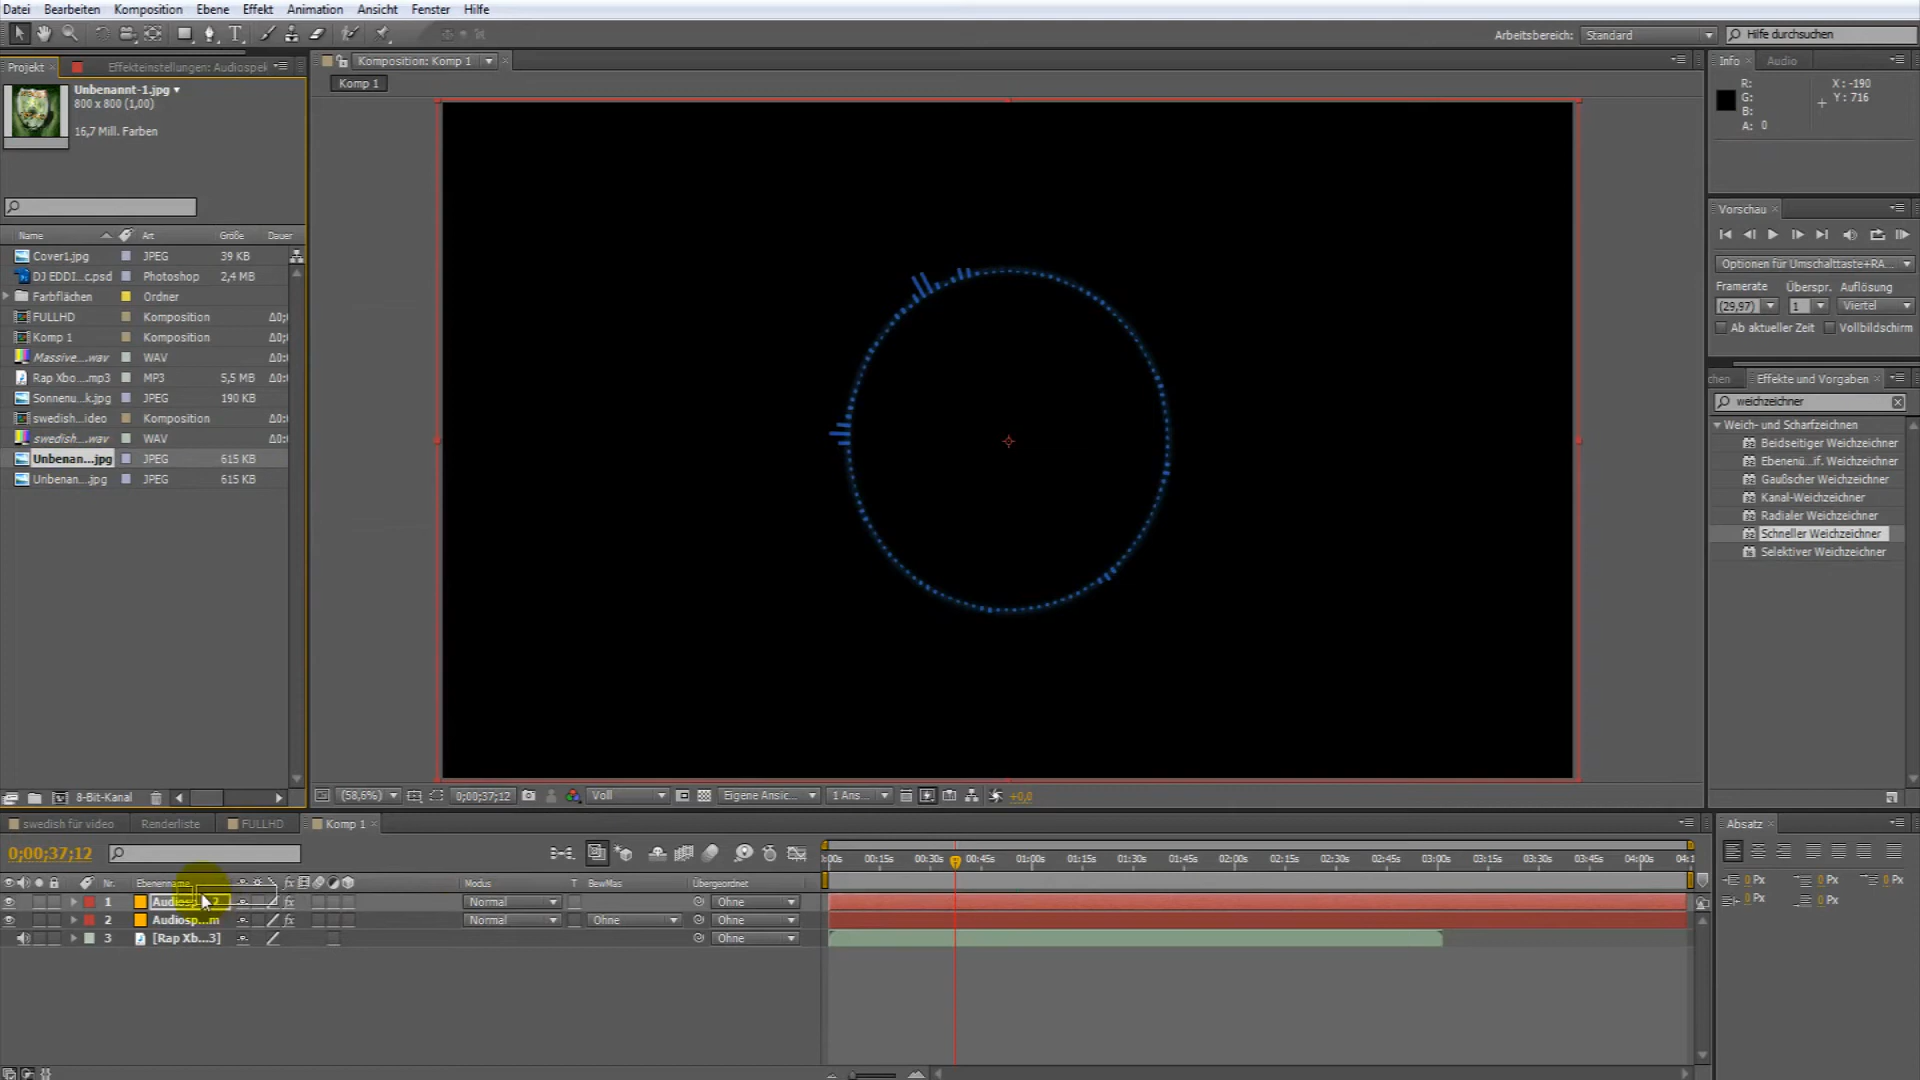 Datei Bearbeiten Komposition Ebene Effekt Animation Ansicht Fenster Hilfe
Arbeitsbereich: Standard Hilfe durchsuchen
Projekt Effekteinstellungen: Audiospek
Komposition: Komp 1
Komp 1
Unbenannt-1.jpg
800 x 800 (1,00)
16,7 Mill. Farben
Name Art Größe Dauer
Cover1.jpg JPEG 39 KB
DJ EDDI...c.psd Photoshop 2,4 MB
Farbflächen Ordner
FULLHD Komposition Δ0;
Komp 1 Komposition Δ0;
Massive....wav WAV Δ0:
Rap Xbo....mp3 MP3 5,5 MB Δ0:
Sonnenu...k.jpg JPEG 190 KB
swedish...ideo Komposition Δ0;
swedish....wav WAV Δ0:
Unbenan...jpg JPEG 615 KB
Unbenan...jpg JPEG 615 KB
8-Bit-Kanal
(58,6%) 0;00;37;12 Voll Eigene Ansic... 1 Ans... +0,0
Info Audio
R: X : -190
G: Y : 716
B:
A: 0
Vorschau
Optionen für Umschalttaste+RA...
Framerate Überspr. Auflösung
(29,97) 1 Viertel
Ab aktueller Zeit Vollbildschirm
chen Effekte und Vorgaben
weichzeichner
Weich- und Scharfzeichnen
Beidseitiger Weichzeichner
Ebenenü...if. Weichzeichner
Gaußscher Weichzeichner
Kanal-Weichzeichner
Radialer Weichzeichner
Schneller Weichzeichner
Selektiver Weichzeichner
swedish für video Renderliste FULLHD Komp 1
0;00;37;12
:00s 00:15s 00:30s 00:45s 01:00s 01:15s 01:30s 01:45s 02:00s 02:15s 02:30s 02:45s 03:00s 03:15s 03:30s 03:45s 04:00s 04:1
Nr. Ebenenname Modus T BewMas Übergeordnet
1 Normal Ohne
2 Audiosp...m Normal Ohne Ohne
3 [Rap Xb...3] Ohne
Absatz
0 Px 0 Px 0 Px
0 Px 0 Px